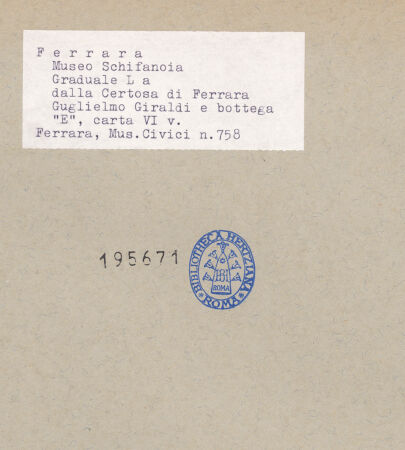 F e r r a r a
Museo Schifanoia
Graduale L a
dalla Certosa di Ferrara
Guglielmo Giraldi e bottega
"E", carta VI v.
Ferrara, Mus.Civici n.758
195671
BIBLIOTHECA HERTZIANA
ROMA
ROMA